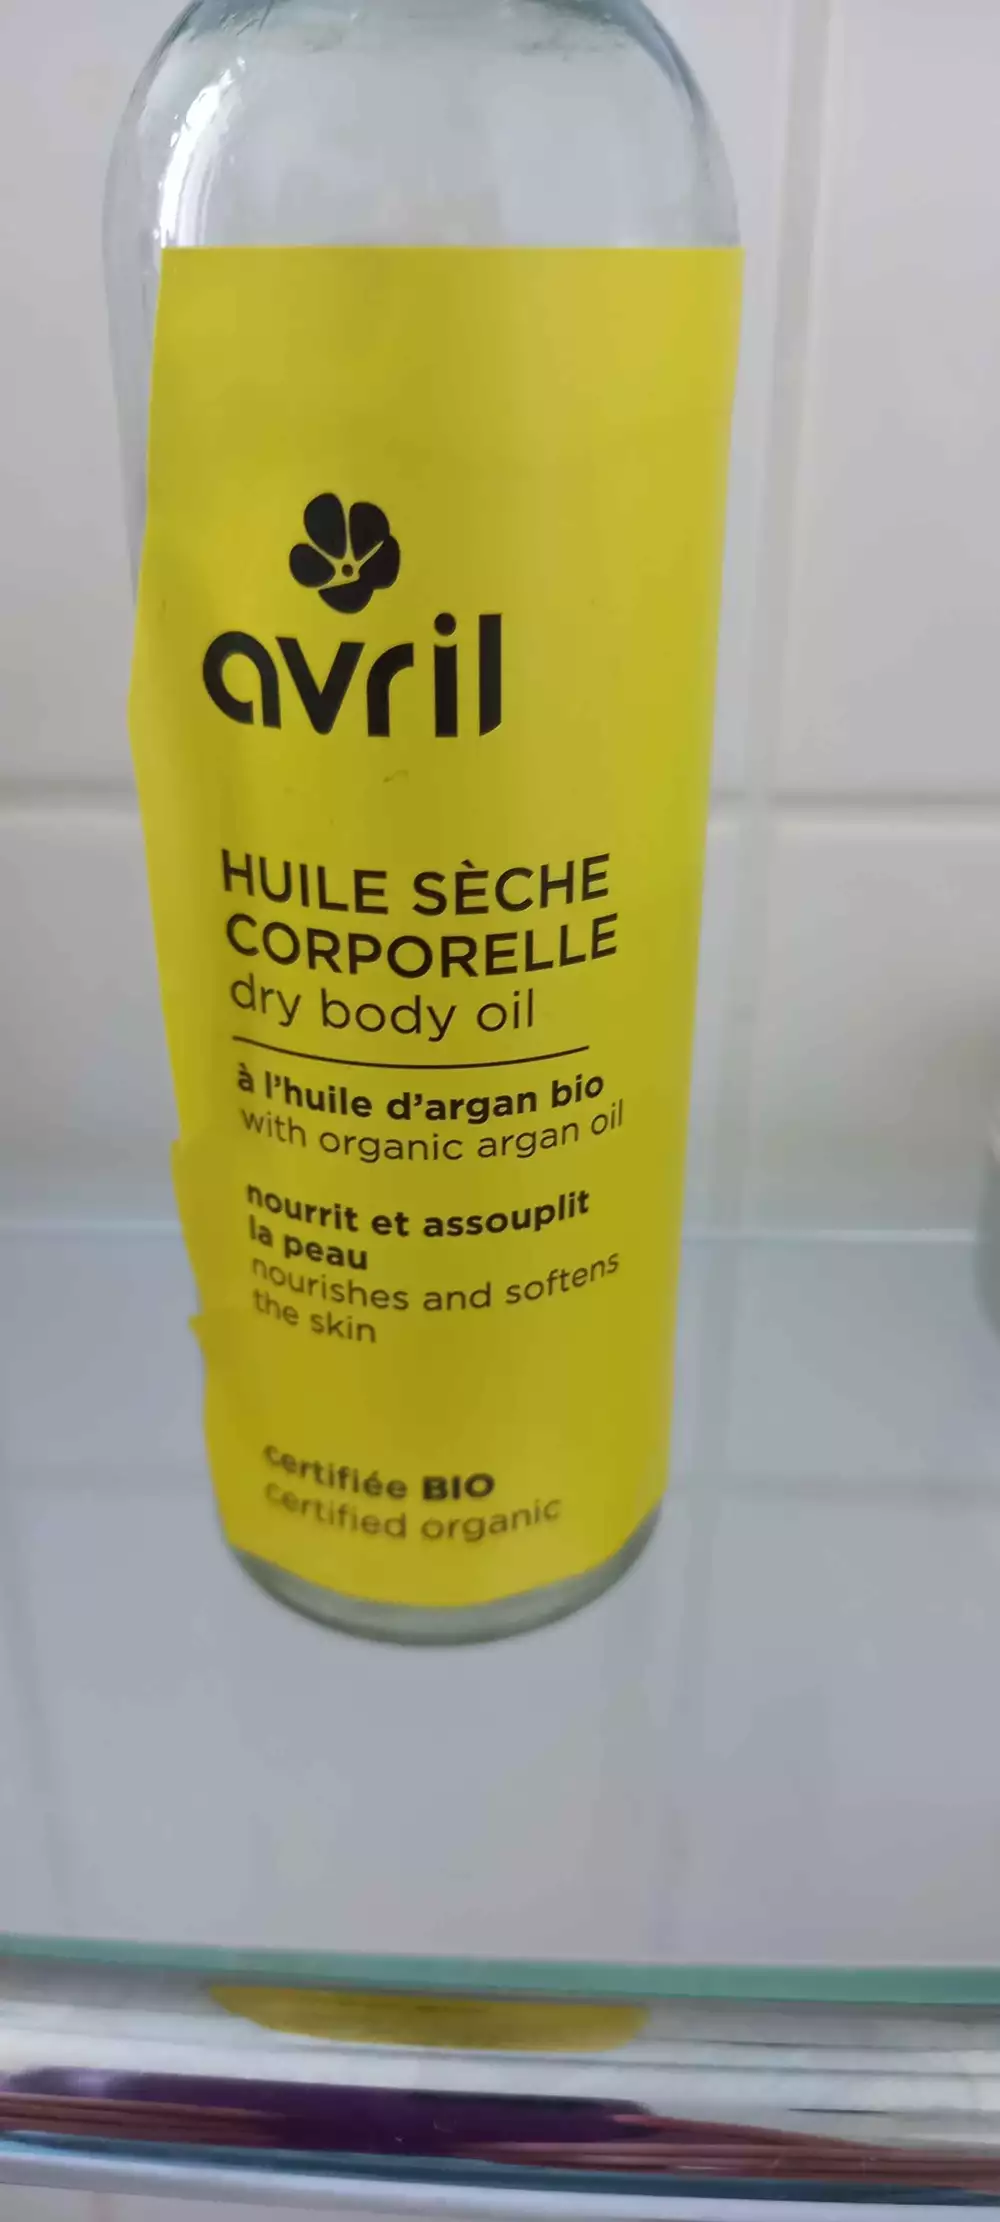 avril
HUILE SÈCHE
CORPORELLE
dry body oil
à l'huile d'argan bio
with organic argan oil
nourrit et assouplit
la peau
nourishes and softens
the skin
certifiée BIO
certified organic